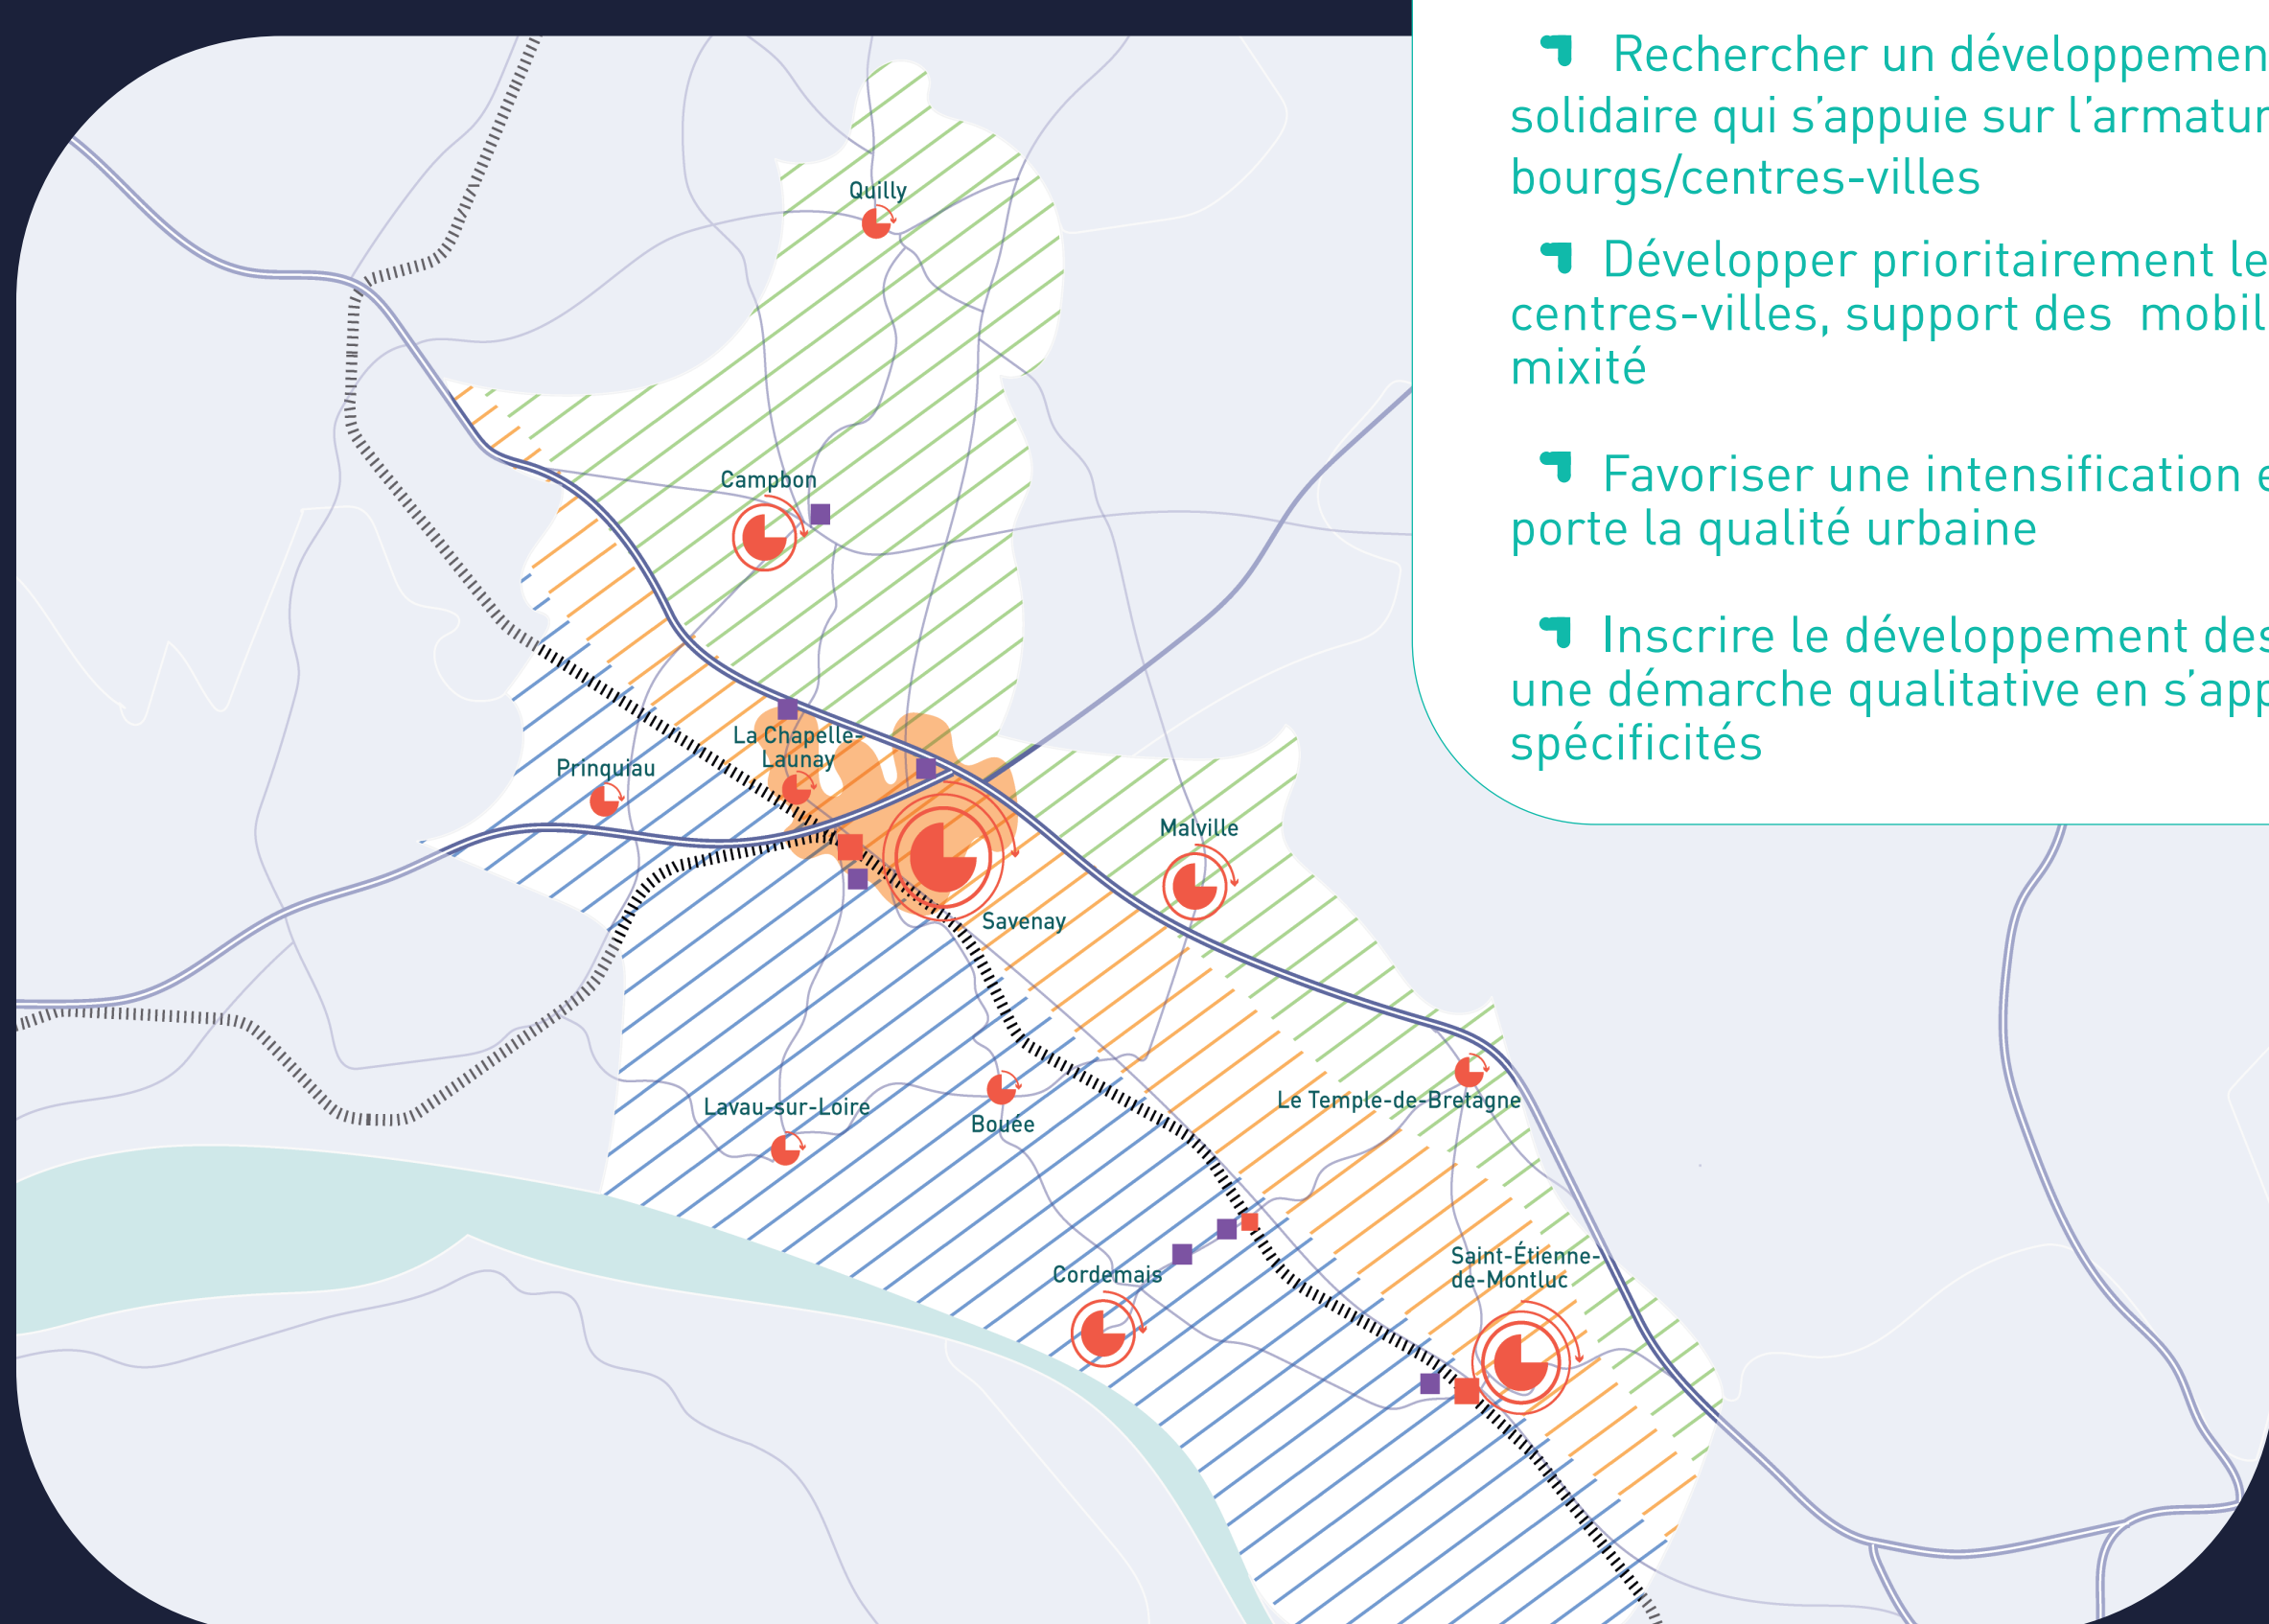 Rechercher un développemen
solidaire qui s’appuie sur l’armatur
bourgs/centres-villes
Développer prioritairement le
centres-villes, support des mobil
mixité
Favoriser une intensification e
porte la qualité urbaine
Inscrire le développement des
une démarche qualitative en s’app
spécificités
Quilly
Campbon
La Chapelle-
Launay
Prinquiau
Malville
Savenay
Le Temple-de-Bretagne
Lavau-sur-Loire
Bouée
Saint-Étienne-
de-Montluc
Cordemais